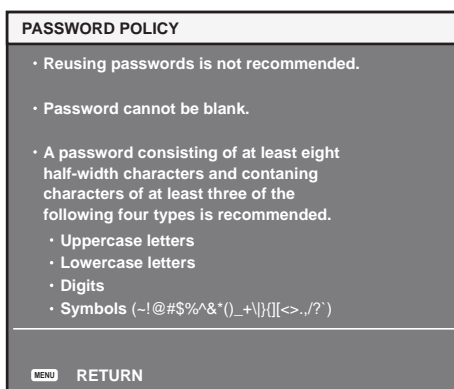 PASSWORD POLICY
・Reusing passwords is not recommended.
・Password cannot be blank.
・A password consisting of at least eight
half-width characters and contaning
characters of at least three of the
following four types is recommended.
・Uppercase letters
・Lowercase letters
・Digits
・Symbols (~!@#$%^&*()_+\|}{][<>.,/?`)
MENU RETURN